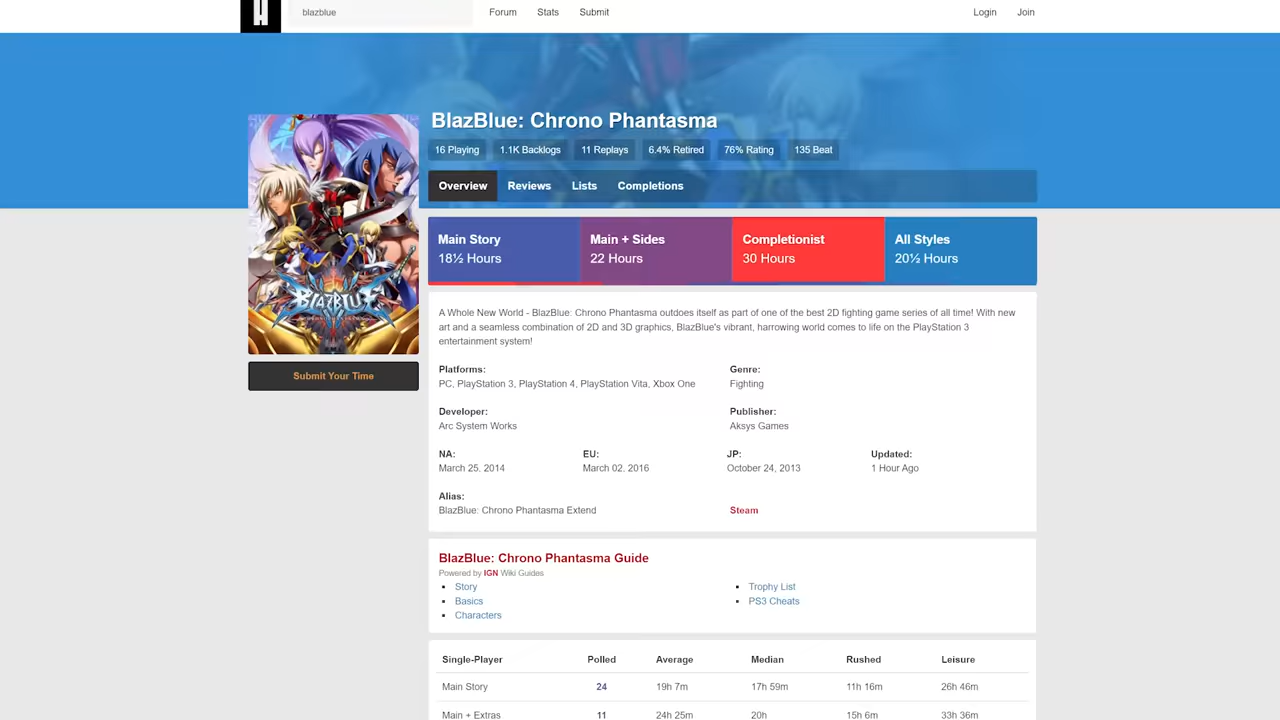 blazblue
Forum Stats Submit
Login Join
BlazBlue: Chrono Phantasma
16 Playing 1.1K Backlogs 11 Replays 6.4% Retired 76% Rating 135 Beat
Overview Reviews Lists Completions
Main Story Main + Sides Completionist All Styles
18½ Hours 22 Hours 30 Hours 20½ Hours
BLAZBLUE
Submit Your Time
A Whole New World - BlazBlue: Chrono Phantasma outdoes itself as part of one of the best 2D fighting game series of all time! With new
art and a seamless combination of 2D and 3D graphics, BlazBlue's vibrant, harrowing world comes to life on the PlayStation 3
entertainment system!
Platforms: Genre:
PC, PlayStation 3, PlayStation 4, PlayStation Vita, Xbox One Fighting
Developer: Publisher:
Arc System Works Aksys Games
NA: EU: JP: Updated:
March 25, 2014 March 02, 2016 October 24, 2013 1 Hour Ago
Alias:
BlazBlue: Chrono Phantasma Extend Steam
BlazBlue: Chrono Phantasma Guide
Powered by IGN Wiki Guides
Story Trophy List
Basics PS3 Cheats
Characters
Single-Player Polled Average Median Rushed Leisure
Main Story 24 19h 7m 17h 59m 11h 16m 26h 46m
Main + Extras 11 24h 25m 20h 15h 6m 33h 36m